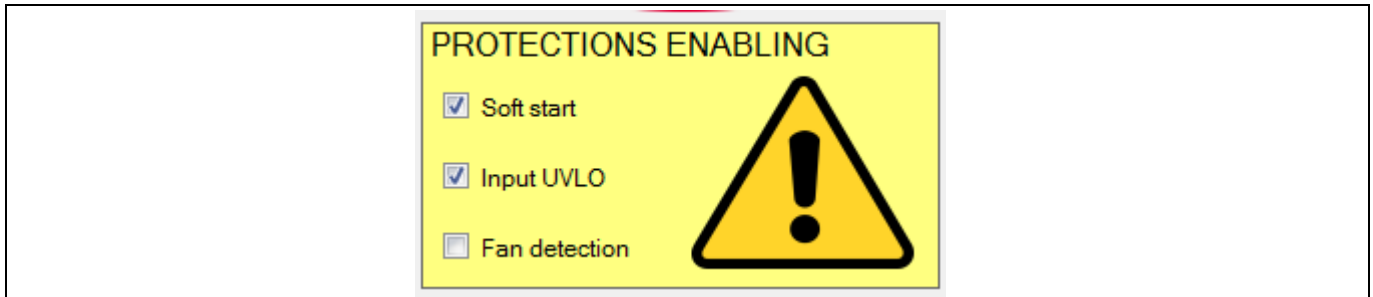 PROTECTIONS ENABLING
Soft start
Input UVLO
Fan detection